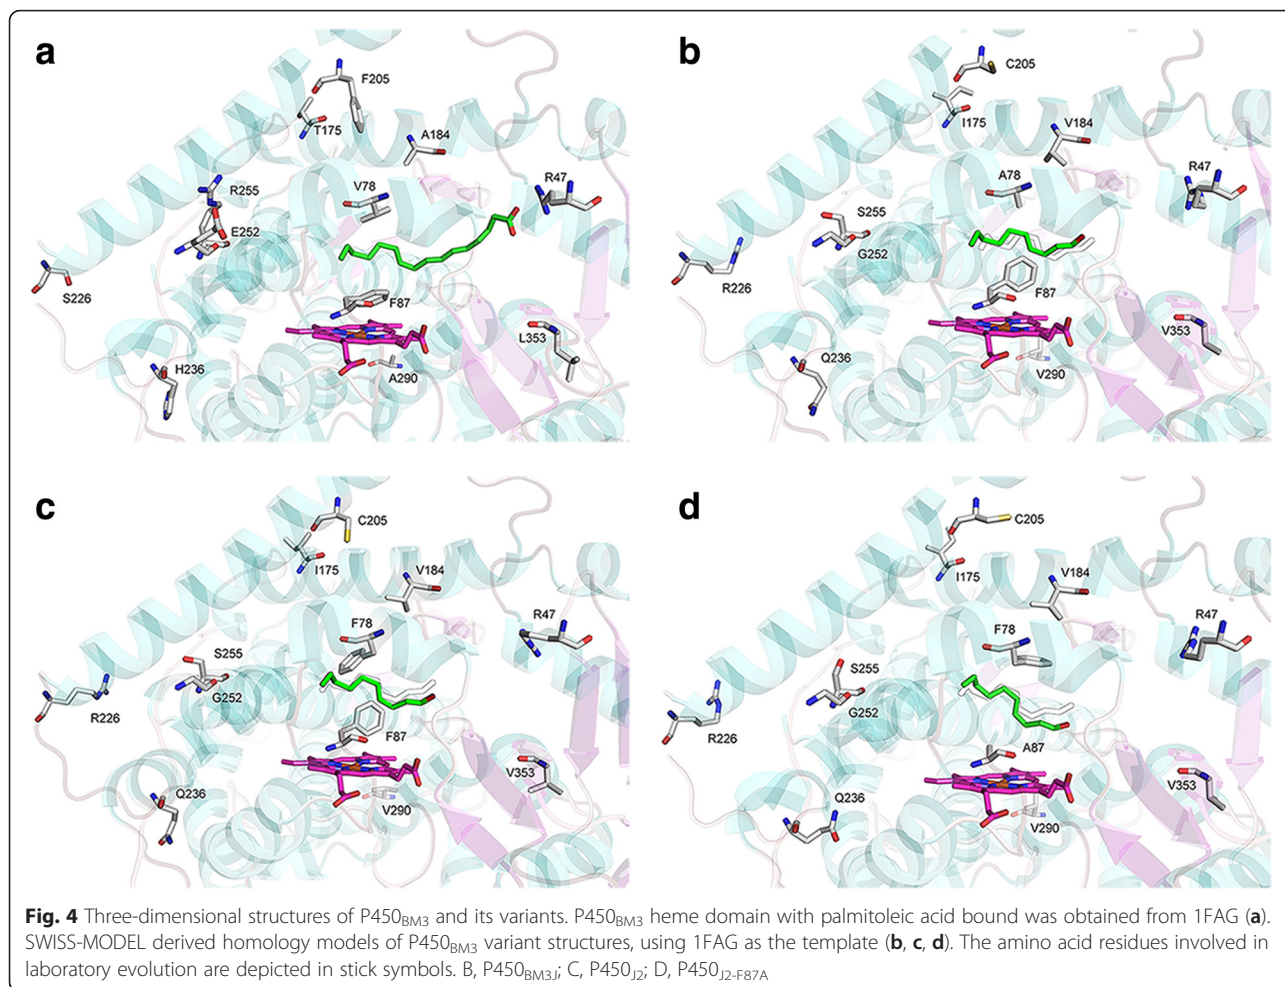 a
F205
T175
A184
R255
V78
R47
E252
S226
F87
L353
H236
A290
b
C205
I175
V184
R47
A78
S255
G252
R226
F87
V353
Q236
V290
c
C205
I175
V184
F78
R47
S255
G252
R226
F87
V353
Q236
V290
d
C205
I175
V184
F78
R47
S255
G252
R226
A87
V353
Q236
V290
Fig. 4 Three-dimensional structures of P450BM3 and its variants. P450BM3 heme domain with palmitoleic acid bound was obtained from 1FAG (a).
SWISS-MODEL derived homology models of P450BM3 variant structures, using 1FAG as the template (b, c, d). The amino acid residues involved in
laboratory evolution are depicted in stick symbols. B, P450BM3J; C, P450J2; D, P450J2-F87A